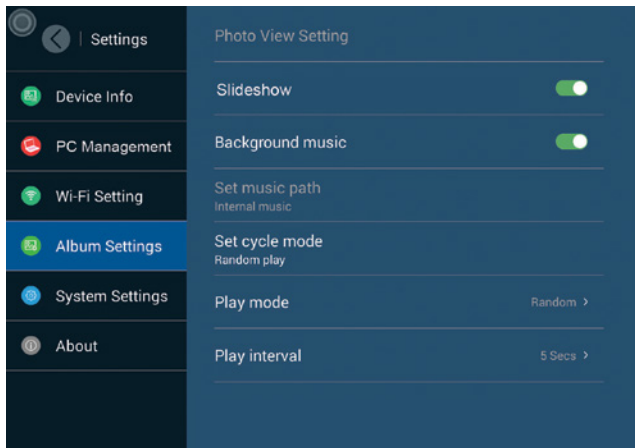 Settings
Device Info
PC Management
Wi-Fi Setting
Album Settings
System Settings
About
Photo View Setting
Slideshow
Background music
Set music path
Internal music
Set cycle mode
Random play
Play mode Random >
Play interval 5 Secs >